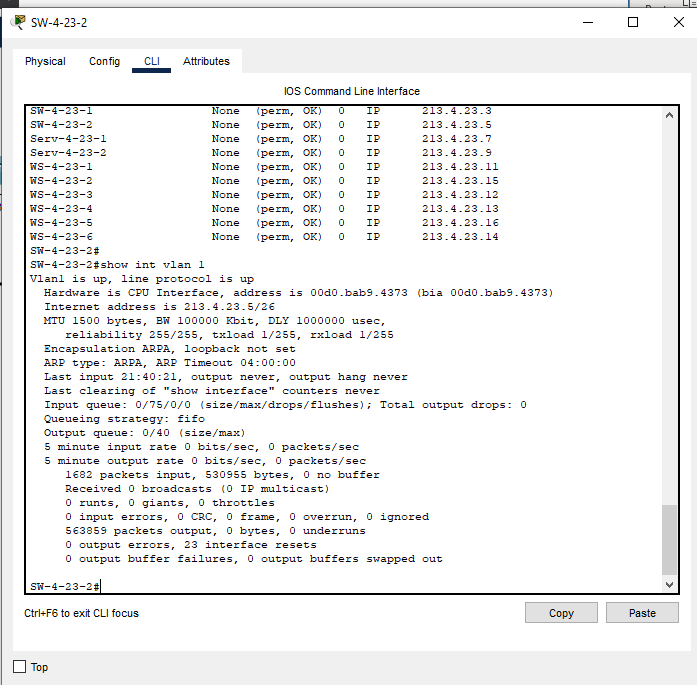 SW-4-23-2
Physical Config CLI Attributes
IOS Command Line Interface
SW-4-23-1 None (perm, OK) 0 IP 213.4.23.3
SW-4-23-2 None (perm, OK) 0 IP 213.4.23.5
Serv-4-23-1 None (perm, OK) 0 IP 213.4.23.7
Serv-4-23-2 None (perm, OK) 0 IP 213.4.23.9
WS-4-23-1 None (perm, OK) 0 IP 213.4.23.11
WS-4-23-2 None (perm, OK) 0 IP 213.4.23.15
WS-4-23-3 None (perm, OK) 0 IP 213.4.23.12
WS-4-23-4 None (perm, OK) 0 IP 213.4.23.13
WS-4-23-5 None (perm, OK) 0 IP 213.4.23.16
WS-4-23-6 None (perm, OK) 0 IP 213.4.23.14
SW-4-23-2#
SW-4-23-2#show int vlan 1
Vlan1 is up, line protocol is up
Hardware is CPU Interface, address is 00d0.bab9.4373 (bia 00d0.bab9.4373)
Internet address is 213.4.23.5/26
MTU 1500 bytes, BW 100000 Kbit, DLY 1000000 usec,
reliability 255/255, txload 1/255, rxload 1/255
Encapsulation ARPA, loopback not set
ARP type: ARPA, ARP Timeout 04:00:00
Last input 21:40:21, output never, output hang never
Last clearing of "show interface" counters never
Input queue: 0/75/0/0 (size/max/drops/flushes); Total output drops: 0
Queueing strategy: fifo
Output queue: 0/40 (size/max)
5 minute input rate 0 bits/sec, 0 packets/sec
5 minute output rate 0 bits/sec, 0 packets/sec
1682 packets input, 530955 bytes, 0 no buffer
Received 0 broadcasts (0 IP multicast)
0 runts, 0 giants, 0 throttles
0 input errors, 0 CRC, 0 frame, 0 overrun, 0 ignored
563859 packets output, 0 bytes, 0 underruns
0 output errors, 23 interface resets
0 output buffer failures, 0 output buffers swapped out
SW-4-23-2#
Ctrl+F6 to exit CLI focus
Copy Paste
Top